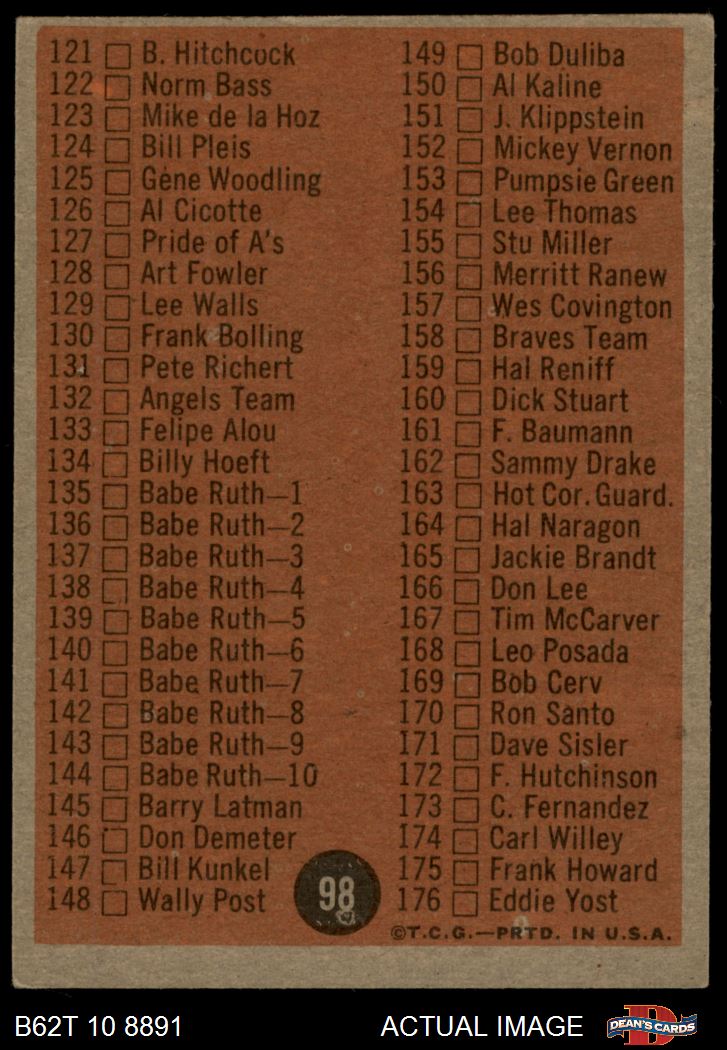 121 B. Hitchcock
122 Norm Bass
123 Mike de la Hoz
124 Bill Pleis
125 Gene Woodling
126 Al Cicotte
127 Pride of A's
128 Art Fowler
129 Lee Walls
130 Frank Bolling
131 Pete Richert
132 Angels Team
133 Felipe Alou
134 Billy Hoeft
135 Babe Ruth—1
136 Babe Ruth—2
137 Babe Ruth—3
138 Babe Ruth—4
139 Babe Ruth—5
140 Babe Ruth—6
141 Babe Ruth—7
142 Babe Ruth—8
143 Babe Ruth—9
144 Babe Ruth—10
145 Barry Latman
146 Don Demeter
147 Bill Kunkel
148 Wally Post
149 Bob Duliba
150 Al Kaline
151 J. Klippstein
152 Mickey Vernon
153 Pumpsie Green
154 Lee Thomas
155 Stu Miller
156 Merritt Ranew
157 Wes Covington
158 Braves Team
159 Hal Reniff
160 Dick Stuart
161 F. Baumann
162 Sammy Drake
163 Hot Cor. Guard.
164 Hal Naragon
165 Jackie Brandt
166 Don Lee
167 Tim McCarver
168 Leo Posada
169 Bob Cerv
170 Ron Santo
171 Dave Sisler
172 F. Hutchinson
173 C. Fernandez
174 Carl Willey
175 Frank Howard
176 Eddie Yost
98
©T.C.G.—PRTD. IN U.S.A.
B62T 10 8891
ACTUAL IMAGE
D
DEAN'S CARDS